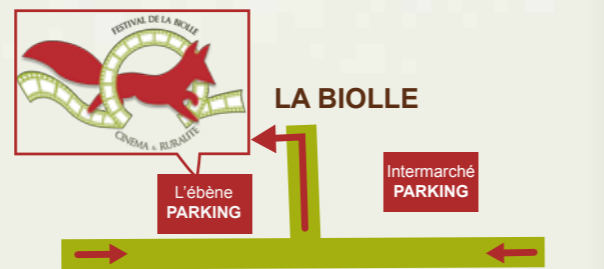 FESTIVAL DE LA BIOLLE
CINEMA & RURALITE
LA BIOLLE
L'ébène
PARKING
Intermarché
PARKING